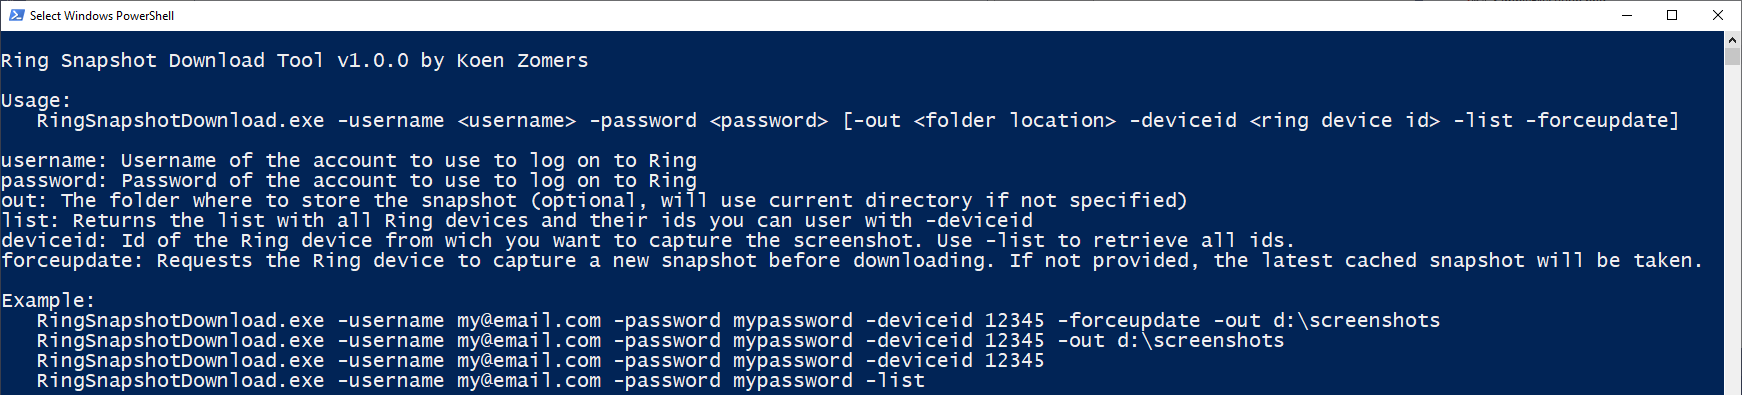 Select Windows PowerShell
Ring Snapshot Download Tool v1.0.0 by Koen Zomers
Usage:
RingSnapshotDownload.exe -username <username> -password <password> [-out <folder location> -deviceid <ring device id> -list -forceupdate]
username: Username of the account to use to log on to Ring
password: Password of the account to use to log on to Ring
out: The folder where to store the snapshot (optional, will use current directory if not specified)
list: Returns the list with all Ring devices and their ids you can user with -deviceid
deviceid: Id of the Ring device from wich you want to capture the screenshot. Use -list to retrieve all ids.
forceupdate: Requests the Ring device to capture a new snapshot before downloading. If not provided, the latest cached snapshot will be taken.
Example:
RingSnapshotDownload.exe -username my@email.com -password mypassword -deviceid 12345 -forceupdate -out d:\screenshots
RingSnapshotDownload.exe -username my@email.com -password mypassword -deviceid 12345 -out d:\screenshots
RingSnapshotDownload.exe -username my@email.com -password mypassword -deviceid 12345
RingSnapshotDownload.exe -username my@email.com -password mypassword -list